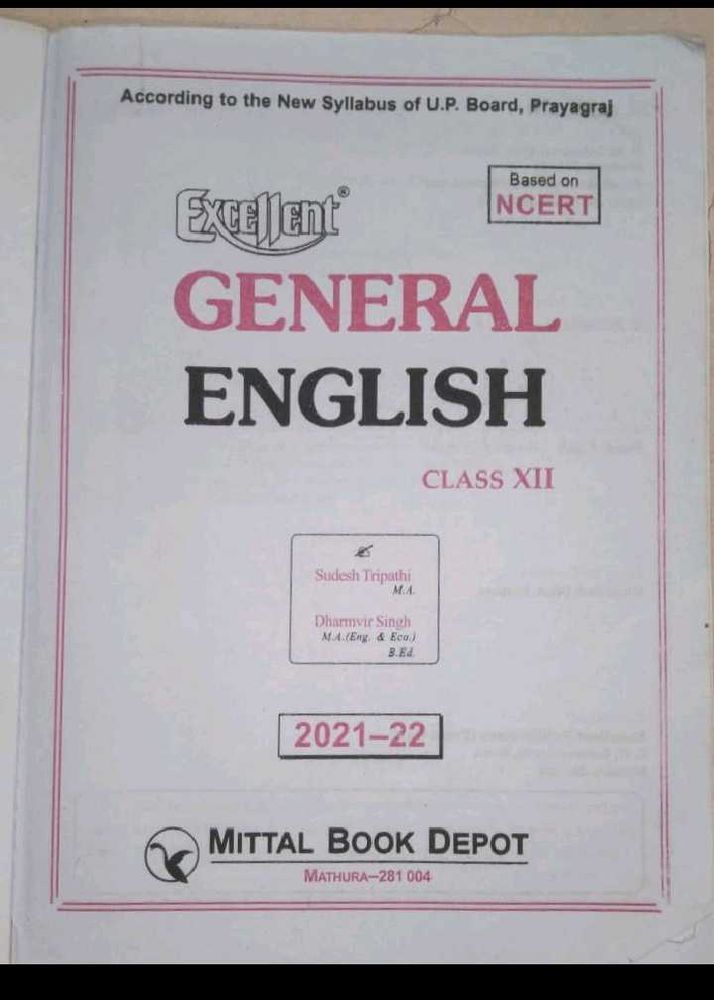 According to the New Syllabus of U.P. Board, Prayagraj
Excellent®
Based on
NCERT
GENERAL
ENGLISH
CLASS XII
Sudesh Tripathi
M.A.
Dharmvir Singh
M.A.(Eng. & Eco.)
B.Ed.
2021–22
MITTAL BOOK DEPOT
MATHURA–281 004